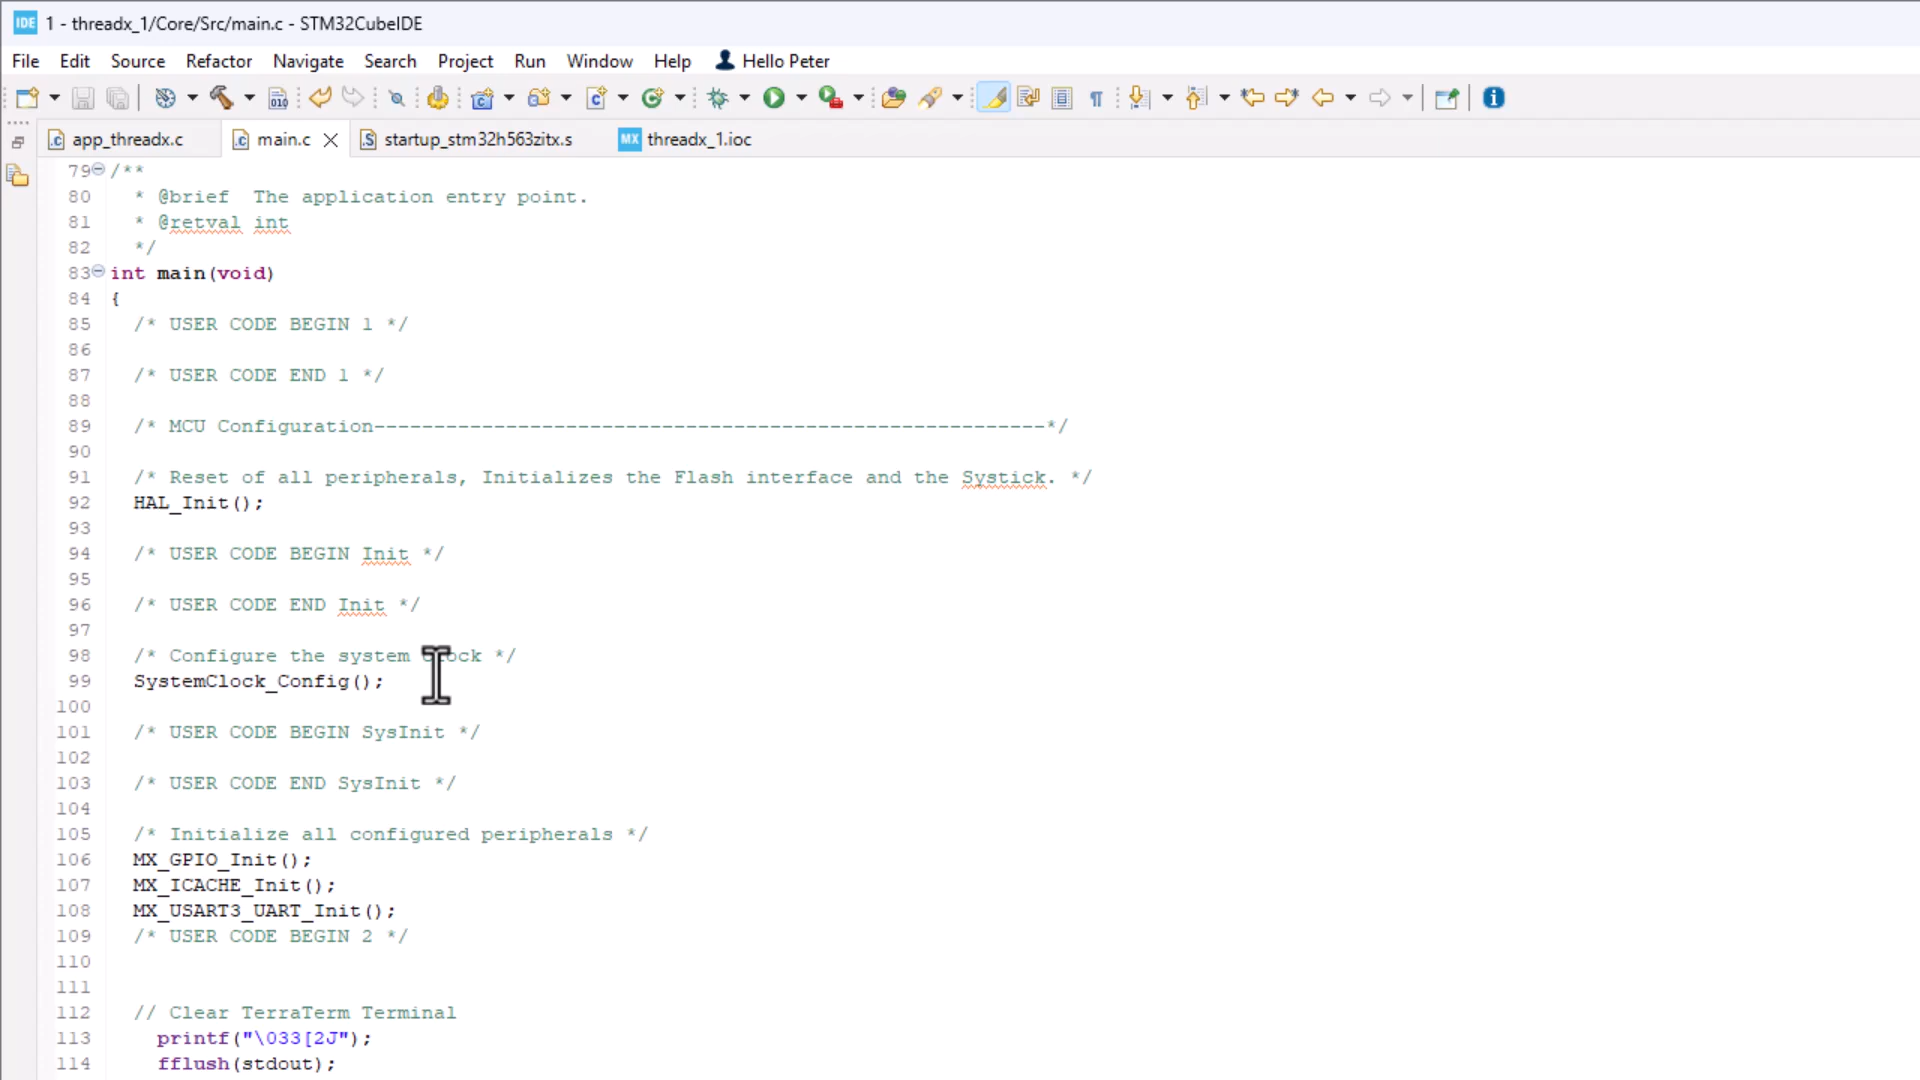 IDE 1 - threadx_1/Core/Src/main.c - STM32CubeIDE
File Edit Source Refactor Navigate Search Project Run Window Help Hello Peter
010
app_threadx.c main.c startup_stm32h563zitx.s MX threadx_1.ioc
79 /**
80 * @brief The application entry point.
81 * @retval int
82 */
83 int main(void)
84 {
85 /* USER CODE BEGIN 1 */
86
87 /* USER CODE END 1 */
88
89 /* MCU Configuration--------------------------------------------------------*/
90
91 /* Reset of all peripherals, Initializes the Flash interface and the Systick. */
92 HAL_Init();
93
94 /* USER CODE BEGIN Init */
95
96 /* USER CODE END Init */
97
98 /* Configure the system clock */
99 SystemClock_Config();
100
101 /* USER CODE BEGIN SysInit */
102
103 /* USER CODE END SysInit */
104
105 /* Initialize all configured peripherals */
106 MX_GPIO_Init();
107 MX_ICACHE_Init();
108 MX_USART3_UART_Init();
109 /* USER CODE BEGIN 2 */
110
111
112 // Clear TerraTerm Terminal
113 printf("\033[2J");
114 fflush(stdout);